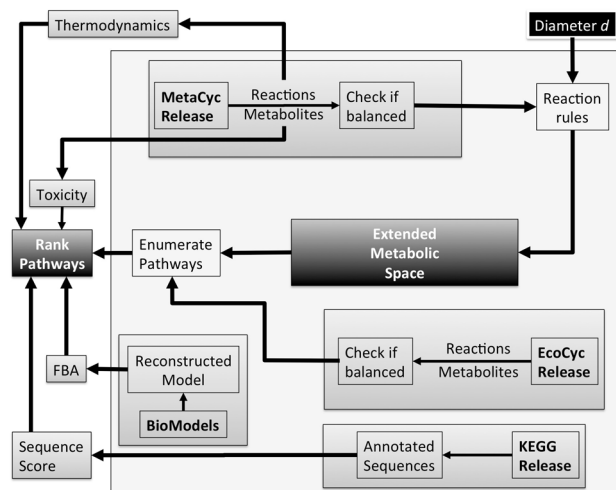 Thermodynamics
Diameter d
MetaCyc
Release
Reactions
Metabolites
Check if
balanced
Reaction
rules
Toxicity
Rank
Pathways
Enumerate
Pathways
Extended
Metabolic
Space
FBA
Reconstructed
Model
BioModels
Check if
balanced
Reactions
Metabolites
EcoCyc
Release
Sequence
Score
Annotated
Sequences
KEGG
Release